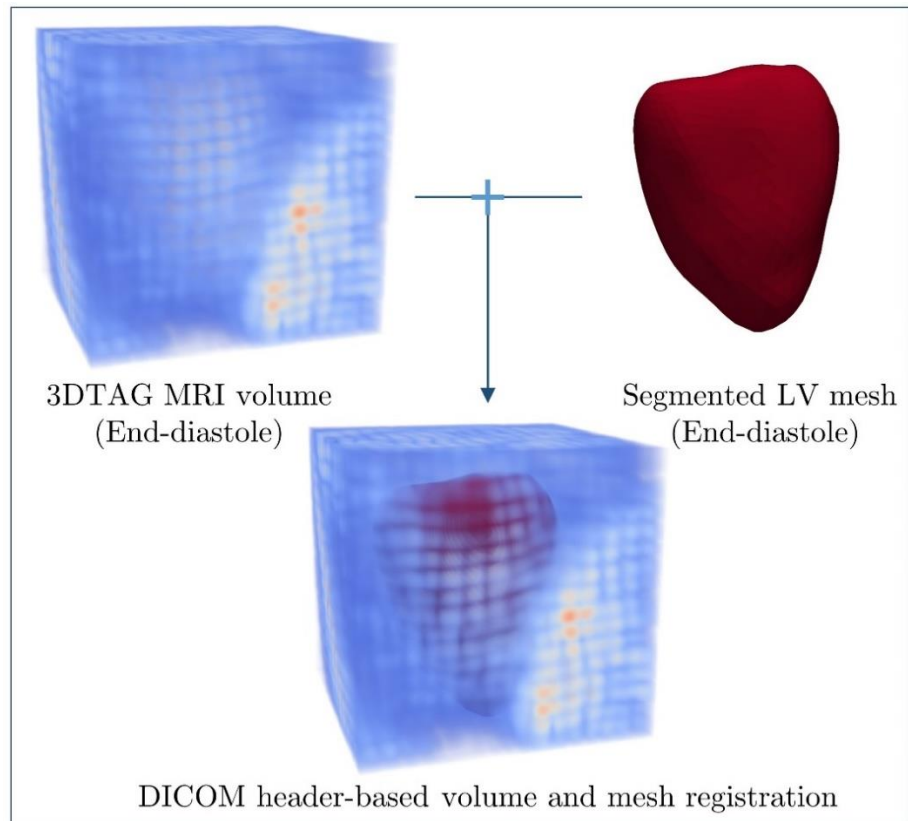 3DTAG MRI volume
(End-diastole)
Segmented LV mesh
(End-diastole)
DICOM header-based volume and mesh registration